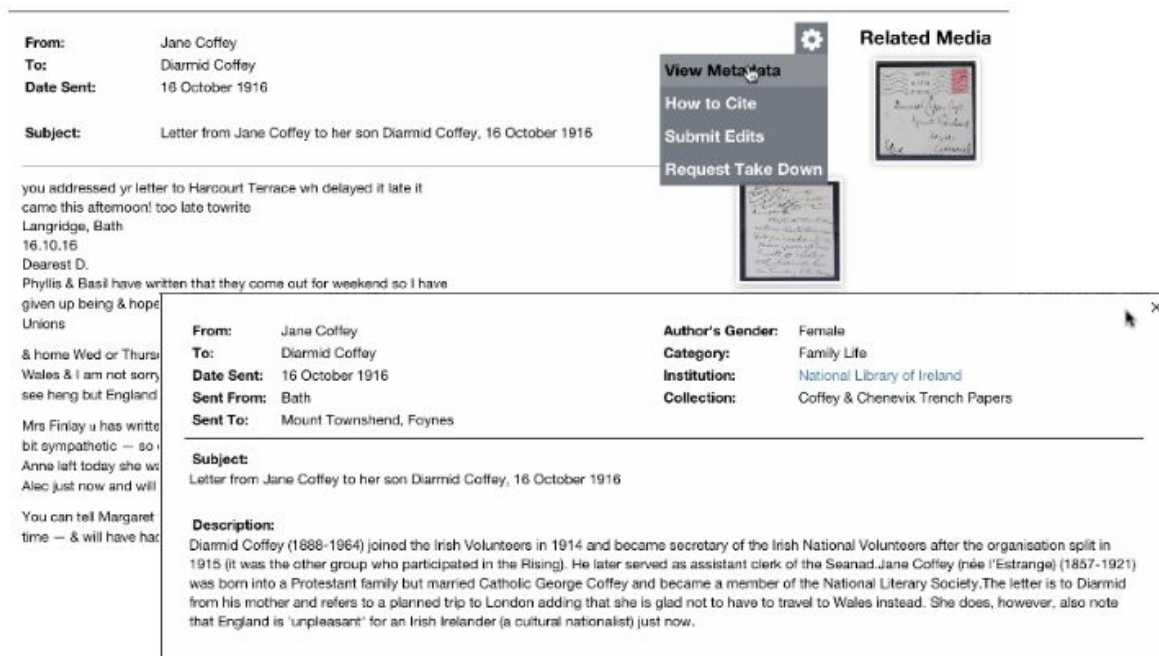 From: Jane Coffey
To: Diarmid Coffey
Date Sent: 16 October 1916
Subject: Letter from Jane Coffey to her son Diarmid Coffey, 16 October 1916
View Metadata
How to Cite
Submit Edits
Request Take Down
Related Media
you addressed yr letter to Harcourt Terrace wh delayed it late it
came this afternoon! too late towrite
Langridge, Bath
16.10.16
Dearest D.
Phyllis & Basil have written that they come out for weekend so I have
given up being & hope
Unions
& home Wed or Thurs
Wales & I am not sorry
see heng but England
Mrs Finlay u has writte
bit sympathetic — so
Anne left today she w
Alec just now and will
You can tell Margaret
time — & will have had
From: Jane Coffey
To: Diarmid Coffey
Date Sent: 16 October 1916
Sent From: Bath
Sent To: Mount Townshend, Foynes
Author's Gender: Female
Category: Family Life
Institution: National Library of Ireland
Collection: Coffey & Chenevix Trench Papers
Subject:
Letter from Jane Coffey to her son Diarmid Coffey, 16 October 1916
Description:
Diarmid Coffey (1888-1964) joined the Irish Volunteers in 1914 and became secretary of the Irish National Volunteers after the organisation split in
1915 (it was the other group who participated in the Rising). He later served as assistant clerk of the Seanad.Jane Coffey (née l'Estrange) (1857-1921)
was born into a Protestant family but married Catholic George Coffey and became a member of the National Literary Society.The letter is to Diarmid
from his mother and refers to a planned trip to London adding that she is glad not to have to travel to Wales instead. She does, however, also note
that England is 'unpleasant' for an Irish Irelander (a cultural nationalist) just now.